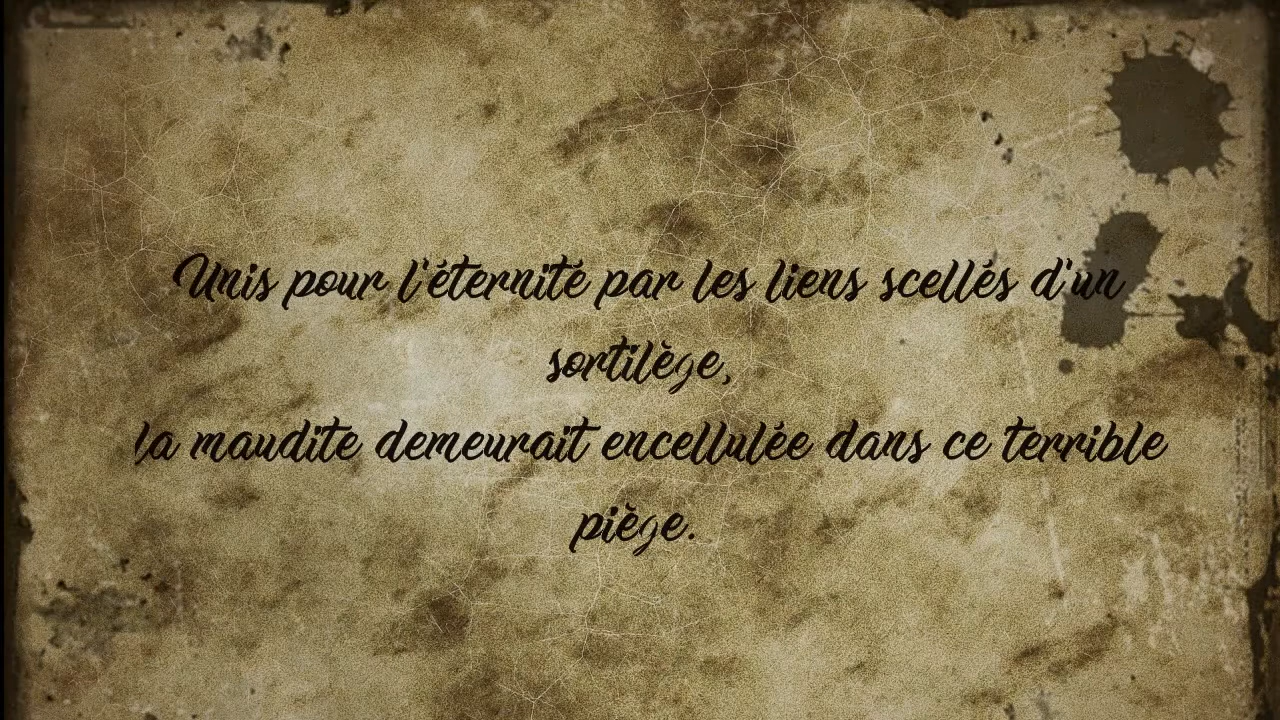 Unis pour l'éternité par les liens scellés d'un
sortilège,
la maudite demeurait encellulée dans ce terrible
piège.